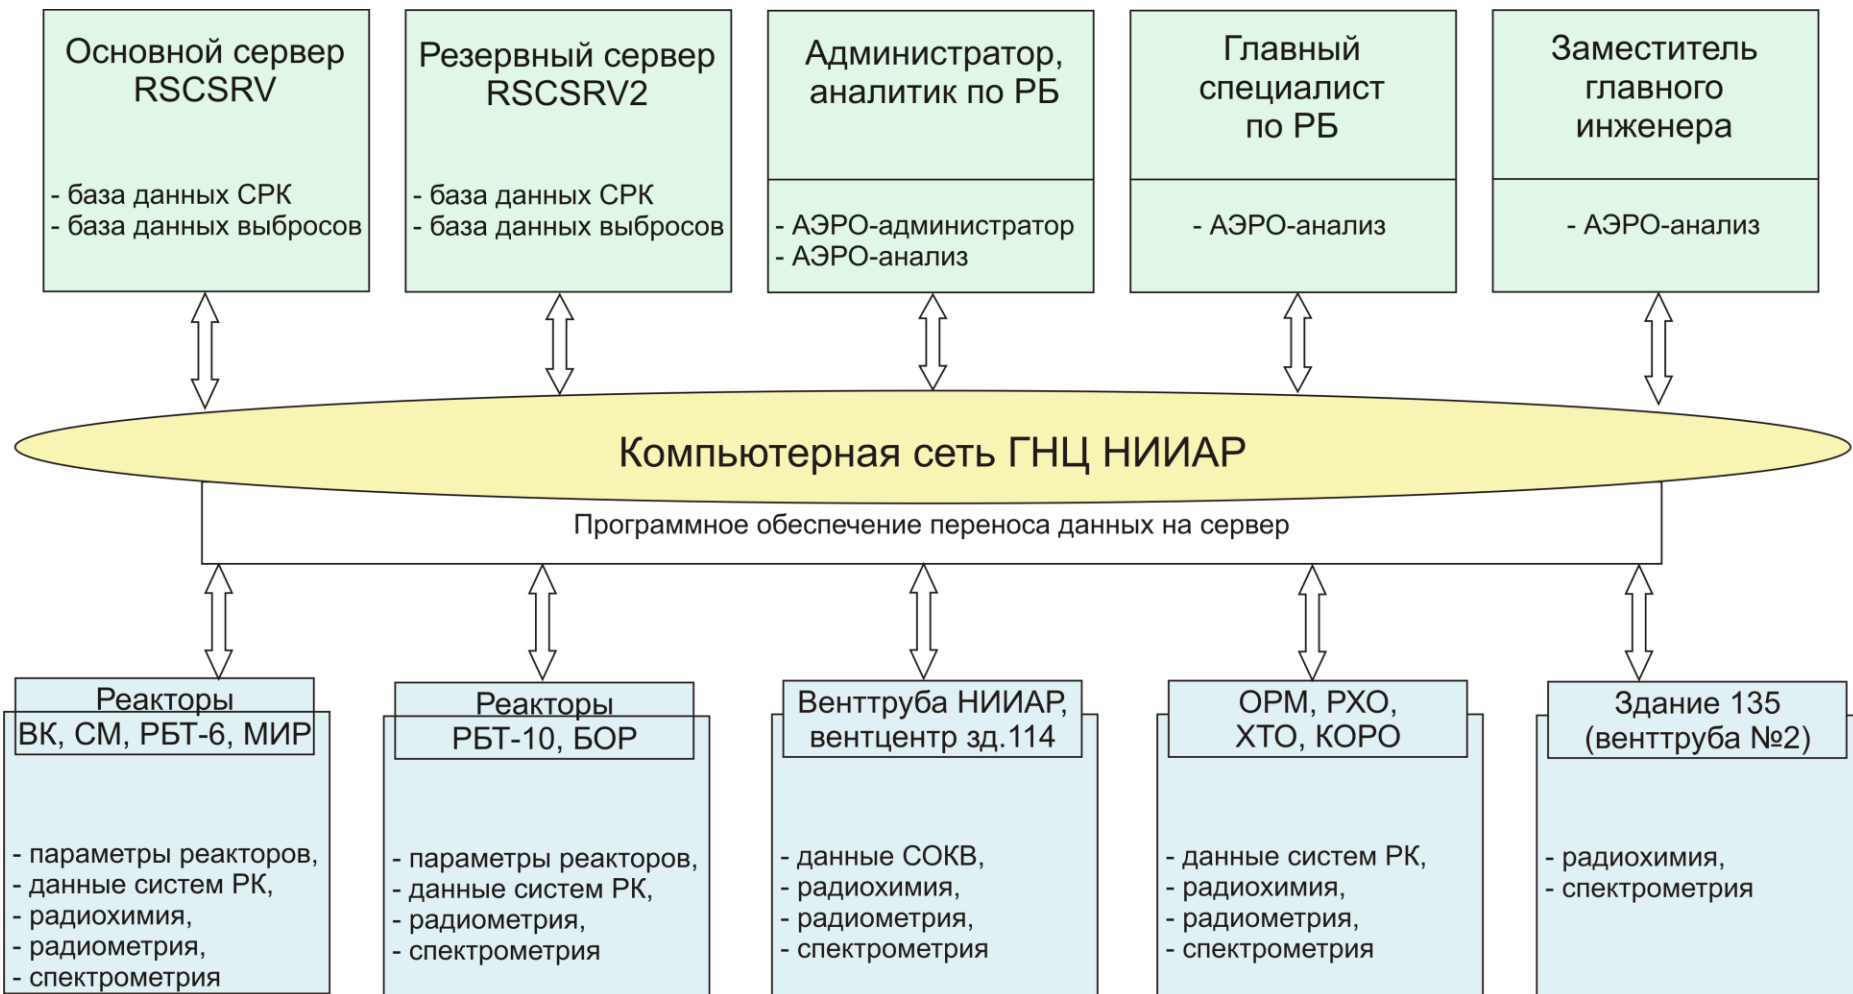 Основной сервер
RSCSRV
- база данных СРК
- база данных выбросов
Резервный сервер
RSCSRV2
- база данных СРК
- база данных выбросов
Администратор,
аналитик по РБ
- АЭРО-администратор
- АЭРО-анализ
Главный
специалист
по РБ
- АЭРО-анализ
Заместитель
главного
инженера
- АЭРО-анализ
Компьютерная сеть ГНЦ НИИАР
Программное обеспечение переноса данных на сервер
Реакторы
ВК, СМ, РБТ-6, МИР
- параметры реакторов,
- данные систем РК,
- радиохимия,
- радиометрия,
- спектрометрия
Реакторы
РБТ-10, БОР
- параметры реакторов,
- данные систем РК,
- радиометрия,
- спектрометрия
Венттруба НИИАР,
вентцентр зд.114
- данные СОКВ,
- радиохимия,
- радиометрия,
- спектрометрия
ОРМ, РХО,
ХТО, КОРО
- данные систем РК,
- радиохимия,
- радиометрия,
- спектрометрия
Здание 135
(венттруба №2)
- радиохимия,
- спектрометрия